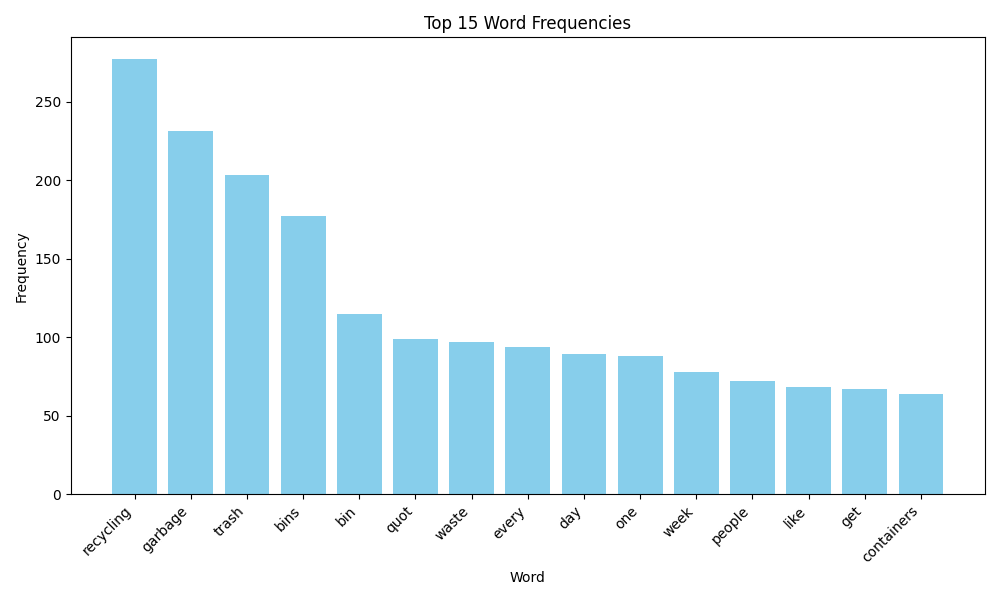 Top 15 Word Frequencies
Frequency
250
200
150
100
50
0
recycling
garbage
trash
bins
bin
quot
waste
every
day
one
week
people
like
get
containers
Word